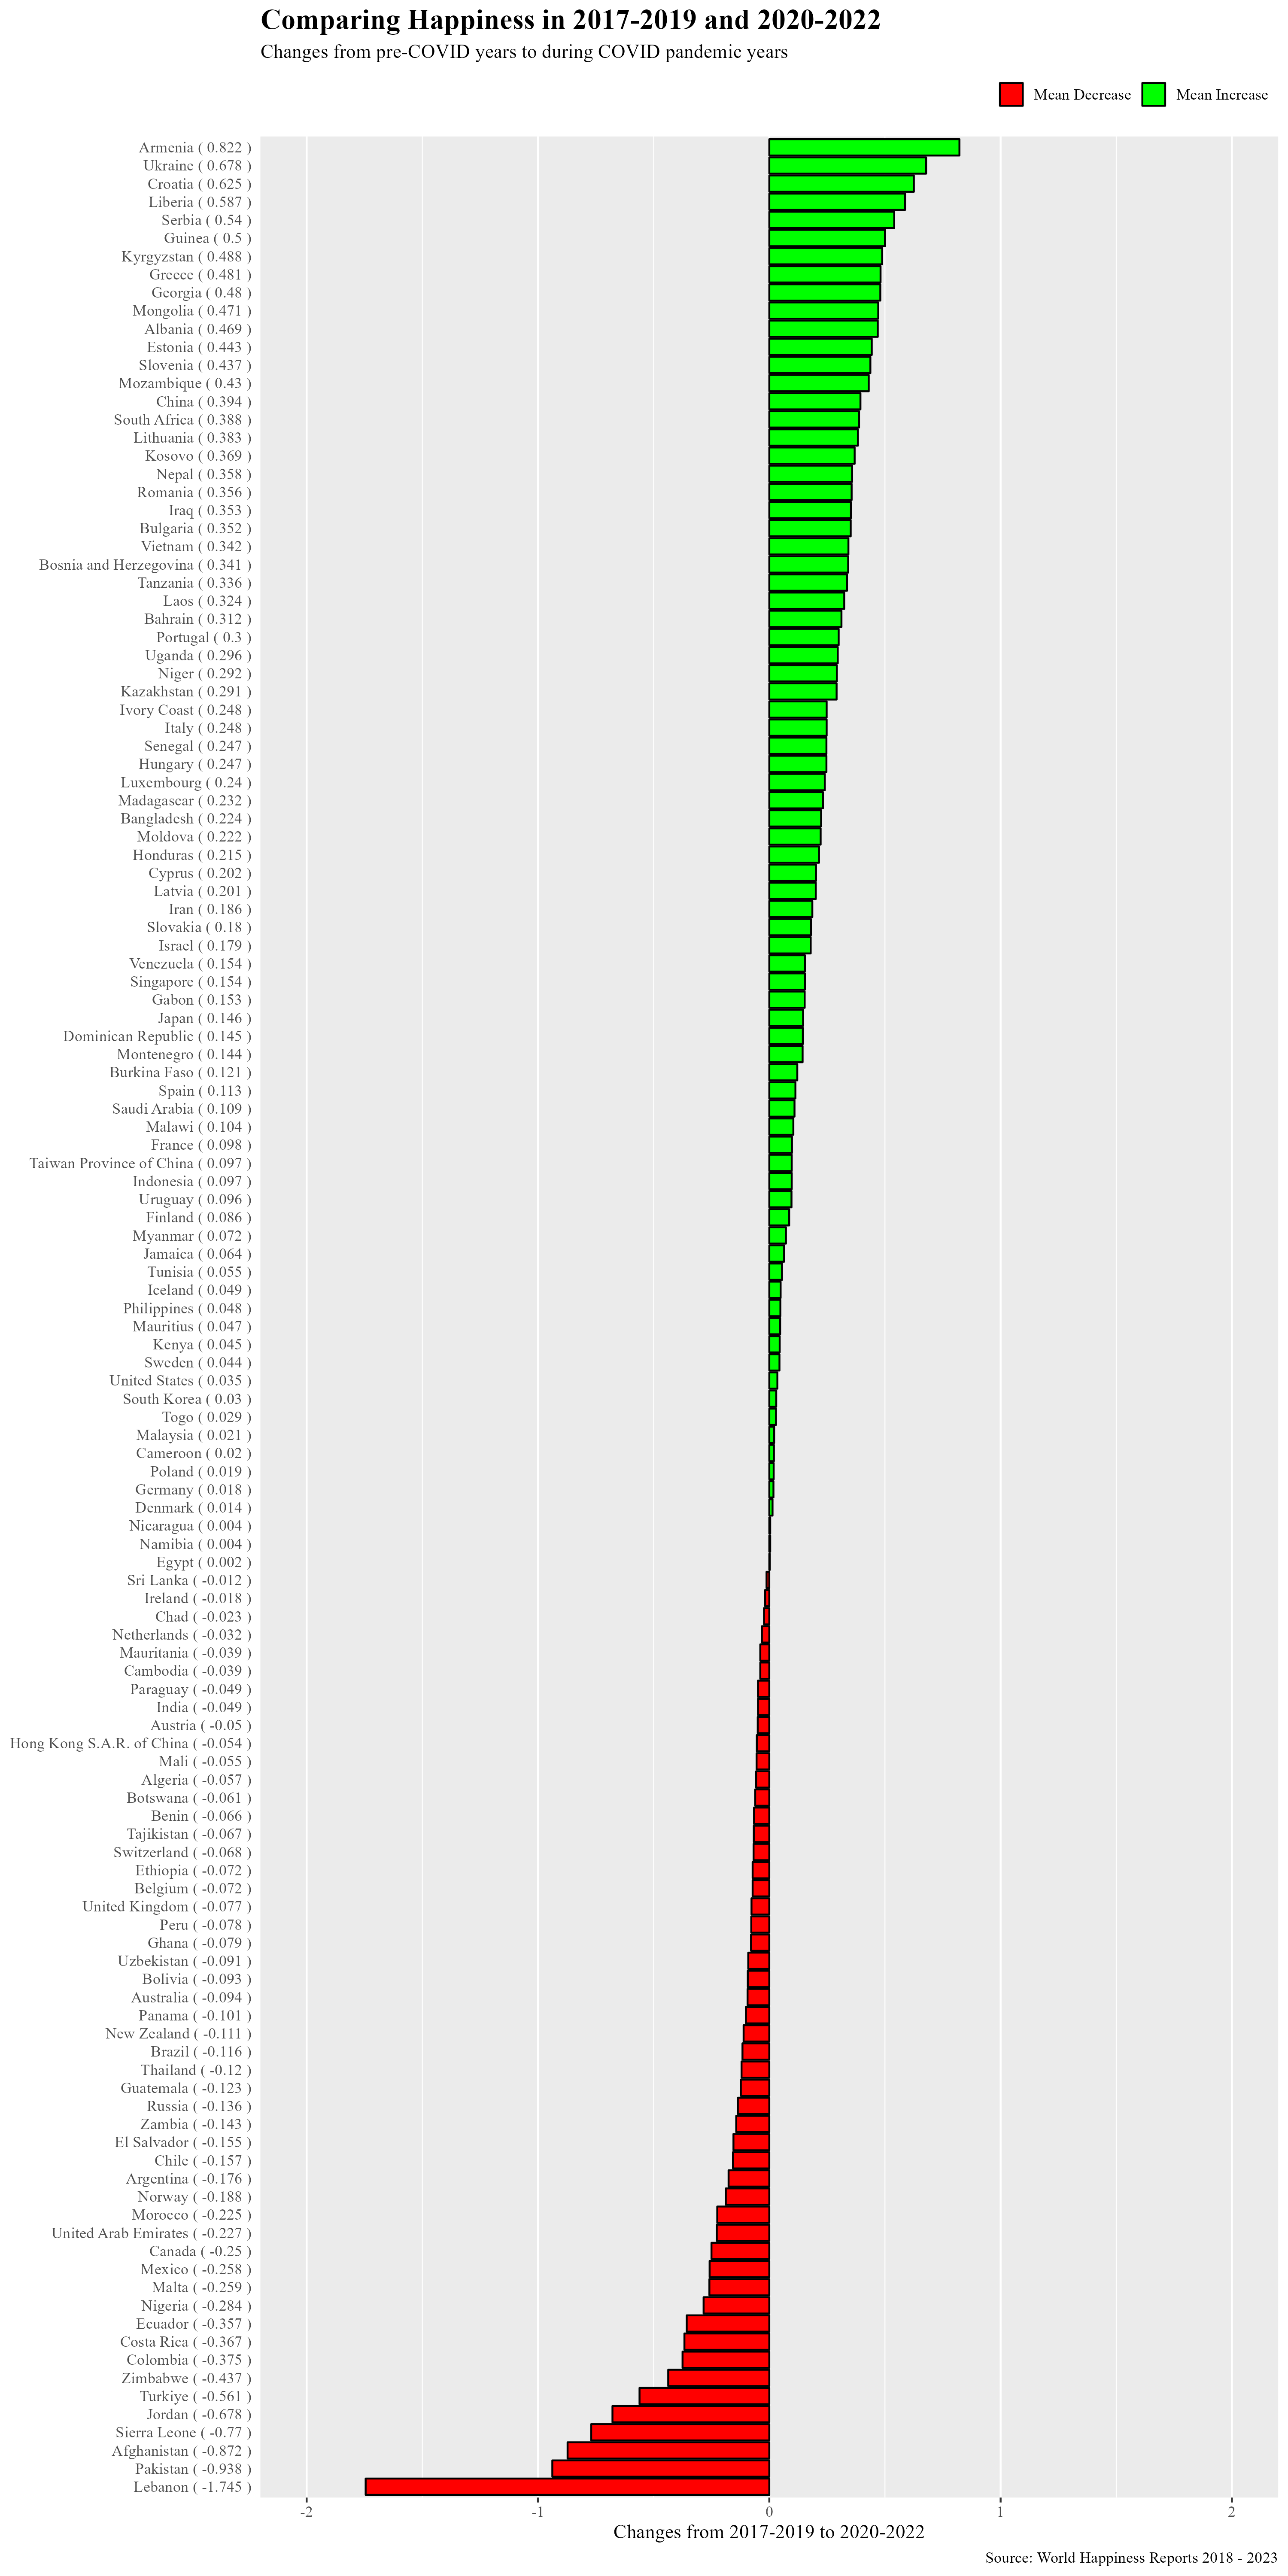 Comparing Happiness in 2017-2019 and 2020-2022
Changes from pre-COVID years to during COVID pandemic years
Mean Decrease Mean Increase
Armenia ( 0.822 )
Ukraine ( 0.678 )
Croatia ( 0.625 )
Liberia ( 0.587 )
Serbia ( 0.54 )
Guinea ( 0.5 )
Kyrgyzstan ( 0.488 )
Greece ( 0.481 )
Georgia ( 0.48 )
Mongolia ( 0.471 )
Albania ( 0.469 )
Estonia ( 0.443 )
Slovenia ( 0.437 )
Mozambique ( 0.43 )
China ( 0.394 )
South Africa ( 0.388 )
Lithuania ( 0.383 )
Kosovo ( 0.369 )
Nepal ( 0.358 )
Romania ( 0.356 )
Iraq ( 0.353 )
Bulgaria ( 0.352 )
Vietnam ( 0.342 )
Bosnia and Herzegovina ( 0.341 )
Tanzania ( 0.336 )
Laos ( 0.324 )
Bahrain ( 0.312 )
Portugal ( 0.3 )
Uganda ( 0.296 )
Niger ( 0.292 )
Kazakhstan ( 0.291 )
Ivory Coast ( 0.248 )
Italy ( 0.248 )
Senegal ( 0.247 )
Hungary ( 0.247 )
Luxembourg ( 0.24 )
Madagascar ( 0.232 )
Bangladesh ( 0.224 )
Moldova ( 0.222 )
Honduras ( 0.215 )
Cyprus ( 0.202 )
Latvia ( 0.201 )
Iran ( 0.186 )
Slovakia ( 0.18 )
Israel ( 0.179 )
Venezuela ( 0.154 )
Singapore ( 0.154 )
Gabon ( 0.153 )
Japan ( 0.146 )
Dominican Republic ( 0.145 )
Montenegro ( 0.144 )
Burkina Faso ( 0.121 )
Spain ( 0.113 )
Saudi Arabia ( 0.109 )
Malawi ( 0.104 )
France ( 0.098 )
Taiwan Province of China ( 0.097 )
Indonesia ( 0.097 )
Uruguay ( 0.096 )
Finland ( 0.086 )
Myanmar ( 0.072 )
Jamaica ( 0.064 )
Tunisia ( 0.055 )
Iceland ( 0.049 )
Philippines ( 0.048 )
Mauritius ( 0.047 )
Kenya ( 0.045 )
Sweden ( 0.044 )
United States ( 0.035 )
South Korea ( 0.03 )
Togo ( 0.029 )
Malaysia ( 0.021 )
Cameroon ( 0.02 )
Poland ( 0.019 )
Germany ( 0.018 )
Denmark ( 0.014 )
Nicaragua ( 0.004 )
Namibia ( 0.004 )
Egypt ( 0.002 )
Sri Lanka ( -0.012 )
Ireland ( -0.018 )
Chad ( -0.023 )
Netherlands ( -0.032 )
Mauritania ( -0.039 )
Cambodia ( -0.039 )
Paraguay ( -0.049 )
India ( -0.049 )
Austria ( -0.05 )
Hong Kong S.A.R. of China ( -0.054 )
Mali ( -0.055 )
Algeria ( -0.057 )
Botswana ( -0.061 )
Benin ( -0.066 )
Tajikistan ( -0.067 )
Switzerland ( -0.068 )
Ethiopia ( -0.072 )
Belgium ( -0.072 )
United Kingdom ( -0.077 )
Peru ( -0.078 )
Ghana ( -0.079 )
Uzbekistan ( -0.091 )
Bolivia ( -0.093 )
Australia ( -0.094 )
Panama ( -0.101 )
New Zealand ( -0.111 )
Brazil ( -0.116 )
Thailand ( -0.12 )
Guatemala ( -0.123 )
Russia ( -0.136 )
Zambia ( -0.143 )
El Salvador ( -0.155 )
Chile ( -0.157 )
Argentina ( -0.176 )
Norway ( -0.188 )
Morocco ( -0.225 )
United Arab Emirates ( -0.227 )
Canada ( -0.25 )
Mexico ( -0.258 )
Malta ( -0.259 )
Nigeria ( -0.284 )
Ecuador ( -0.357 )
Costa Rica ( -0.367 )
Colombia ( -0.375 )
Zimbabwe ( -0.437 )
Turkiye ( -0.561 )
Jordan ( -0.678 )
Sierra Leone ( -0.77 )
Afghanistan ( -0.872 )
Pakistan ( -0.938 )
Lebanon ( -1.745 )
-2 -1 0 1 2
Changes from 2017-2019 to 2020-2022
Source: World Happiness Reports 2018 - 2023